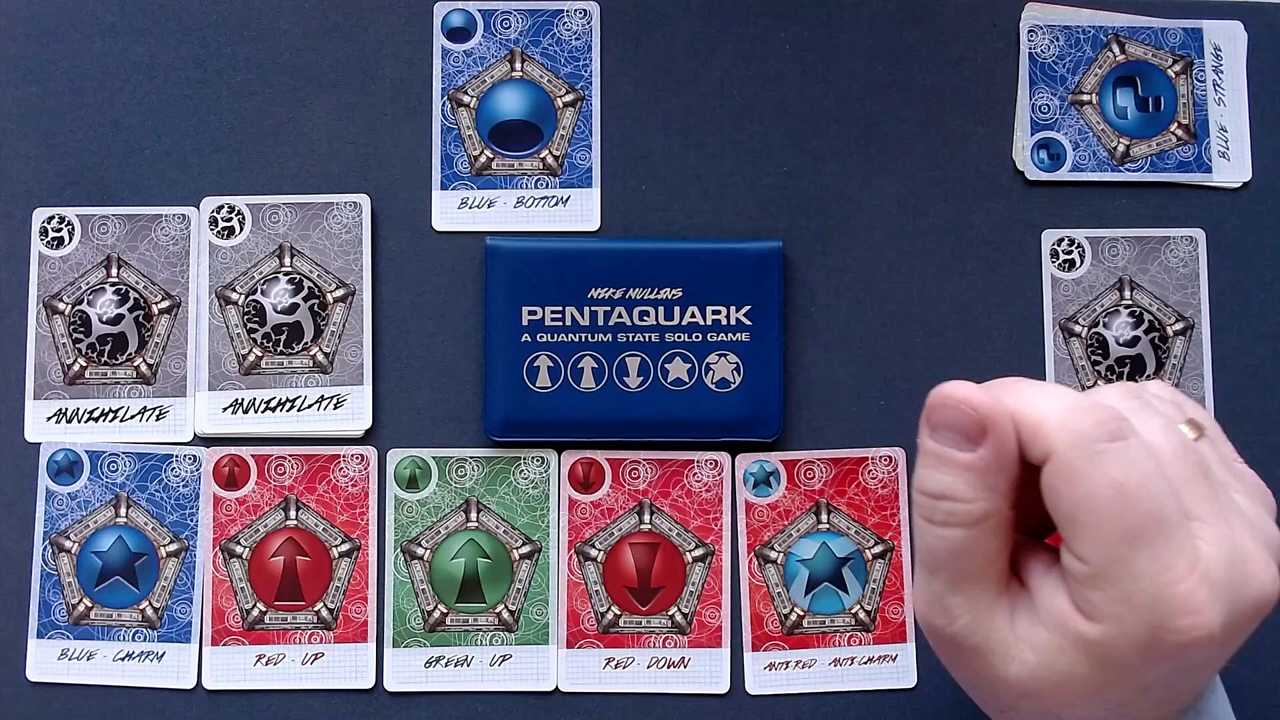 BLUE - BOTTOM
BLUE - STRANGE
ANNIHILATE
ANNIHILATE
MIKE MULLINS
PENTAQUARK
A QUANTUM STATE SOLO GAME
BLUE - CHARM
RED - UP
GREEN - UP
RED - DOWN
ANTI-RED - ANTI-CHARM